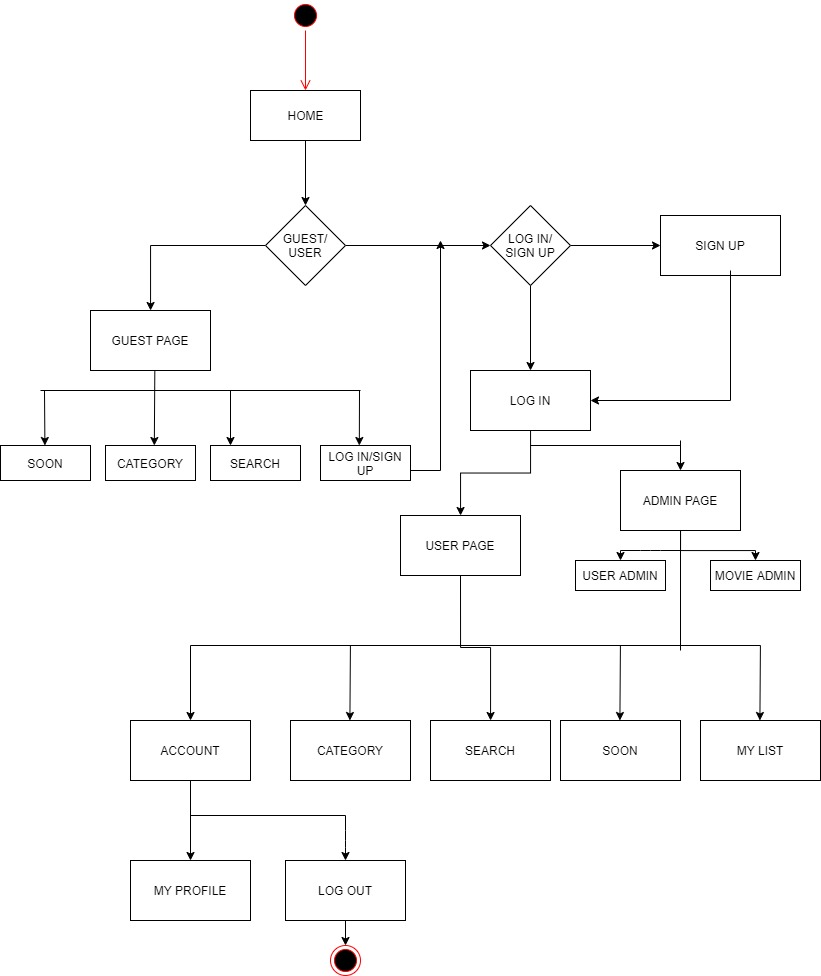 HOME
GUEST/
USER
LOG IN/
SIGN UP
SIGN UP
GUEST PAGE
LOG IN
SOON
CATEGORY
SEARCH
LOG IN/SIGN
UP
ADMIN PAGE
USER PAGE
USER ADMIN
MOVIE ADMIN
ACCOUNT
CATEGORY
SEARCH
SOON
MY LIST
MY PROFILE
LOG OUT